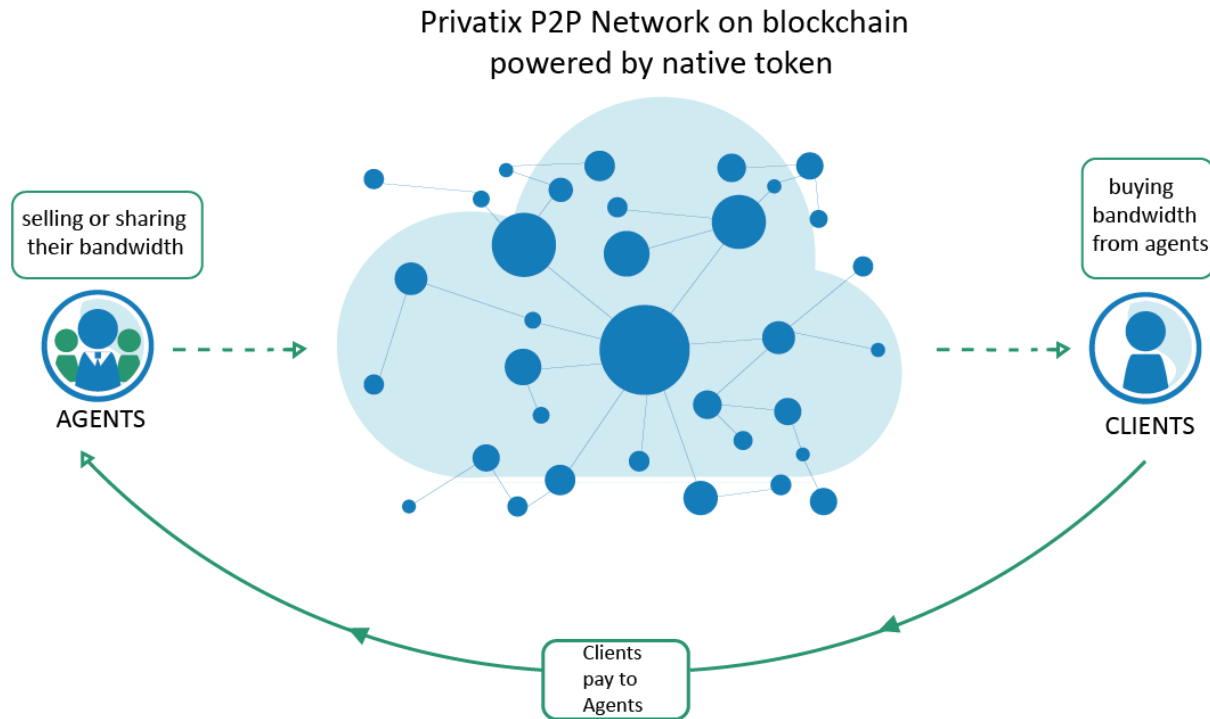 Privatix P2P Network on blockchain
powered by native token
selling or sharing
their bandwidth
AGENTS
buying
bandwidth
from agents
CLIENTS
Clients
pay to
Agents